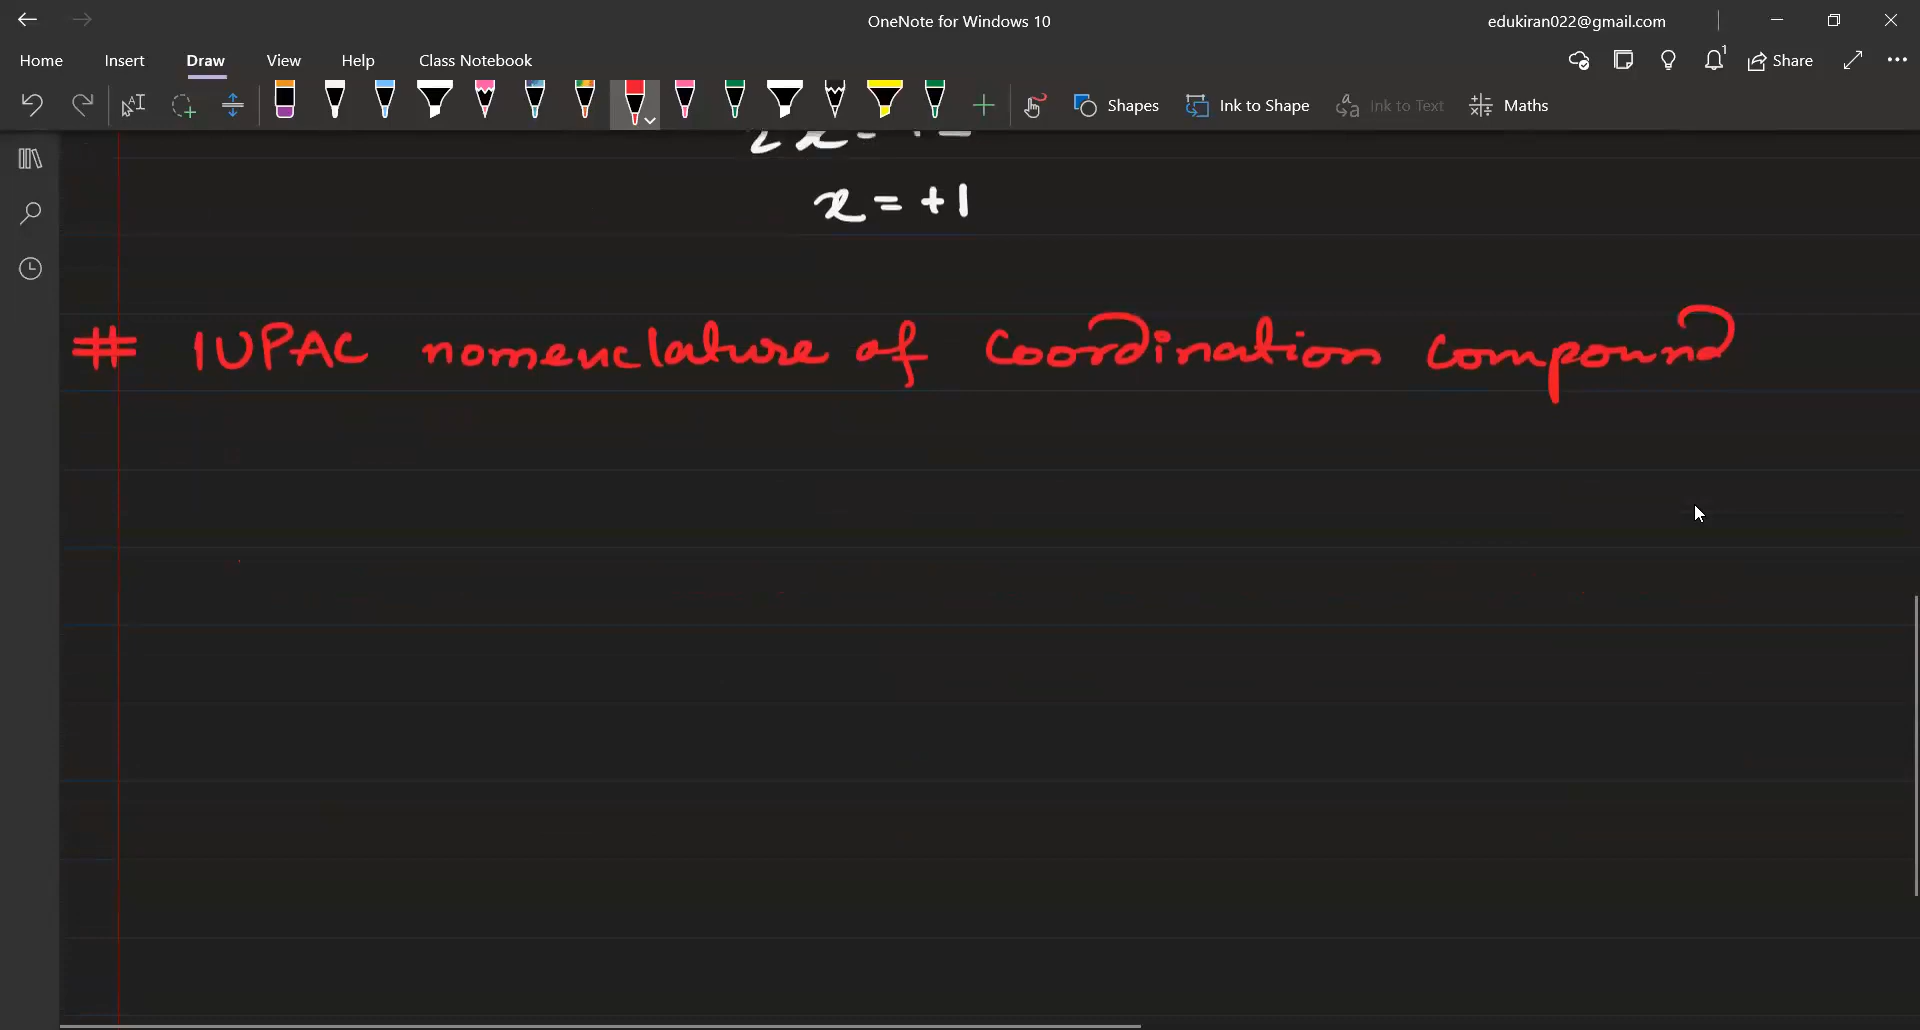 OneNote for Windows 10
edukiran022@gmail.com
Home Insert Draw View Help Class Notebook
1
Share
Shapes Ink to Shape Ink to Text Maths
x = +1
# IUPAC nomenclature of Coordination compound